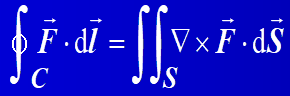 ∮_C F⃗ · dl⃗ = ∬_S ∇ × F⃗ · dS⃗